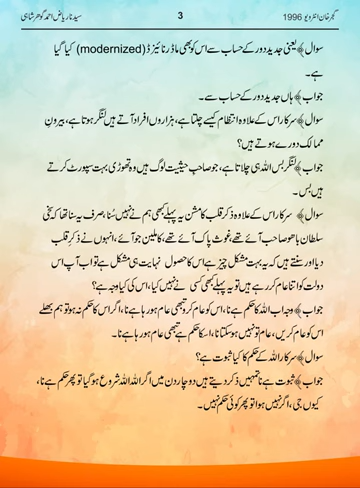 گجر خان انٹرویو 1996 3 سیدنا ریاض احمد گوھر شاہی
سوال ﴾ یعنی جدید دور کے حساب سے اس کو بھی ماڈرنائیزڈ (modernized) کیا گیا
ہے۔
جواب ﴾ ہاں جدید دور کے حساب سے۔
سوال ﴾ سرکار اس کے علاوہ انتظام کیسے چلتا ہے، ہزاروں افراد آتے ہیں لنگر ہوتا ہے، بیرونِ
ممالک دورے ہوتے ہیں؟
جواب ﴾ لنگر بس اللہ ہی چلاتا ہے، جو صاحبِ حیثیت لوگ ہیں وہ تھوڑی بہت سپورٹ کرتے
ہیں بس۔
سوال ﴾ سرکار اس کے علاوہ ذکر قلب کا مشن یہ پہلے کبھی ہم نے نہیں سُنا، صرف یہ سنا تھا کہ سخی
سلطان باھو صاحب آئے تھے، غوث پاک آئے تھے، کاملین جو آئے، انہوں نے ذکر قلب
دیا اور سنتے ہیں کہ یہ بہت مشکل چیز ہے اس کا حصول نہایت ہی مشکل ہے تو اب آپ اس
دولت کو اتنا عام کر رہے ہیں تو یہ پہلے کبھی کسی نے نہیں کیا، اس کی کیا وجہ ہے؟
جواب ﴾ وجہ اب اللہ کا حکم ہے نا، اس کو عام کرو تبھی عام ہو رہا ہے نا، اگر اس کا حکم نہ ہو تو ہم بھلے
اس کو عام کریں، عام تو نہیں ہو سکتا نا، اسکا حکم ہے تبھی عام ہو رہا ہے نا۔
سوال ﴾ سرکار اللہ کے حکم کا کیا ثبوت ہے؟
جواب ﴾ ثبوت ہے نا تمہیں ذکر دیتے ہیں دو چار دن میں اگر اللہ اللہ شروع ہو گیا تو پھر حکم ہے نا،
کیوں جی، اگر نہیں ہوا تو پھر کوئی حکم نہیں۔